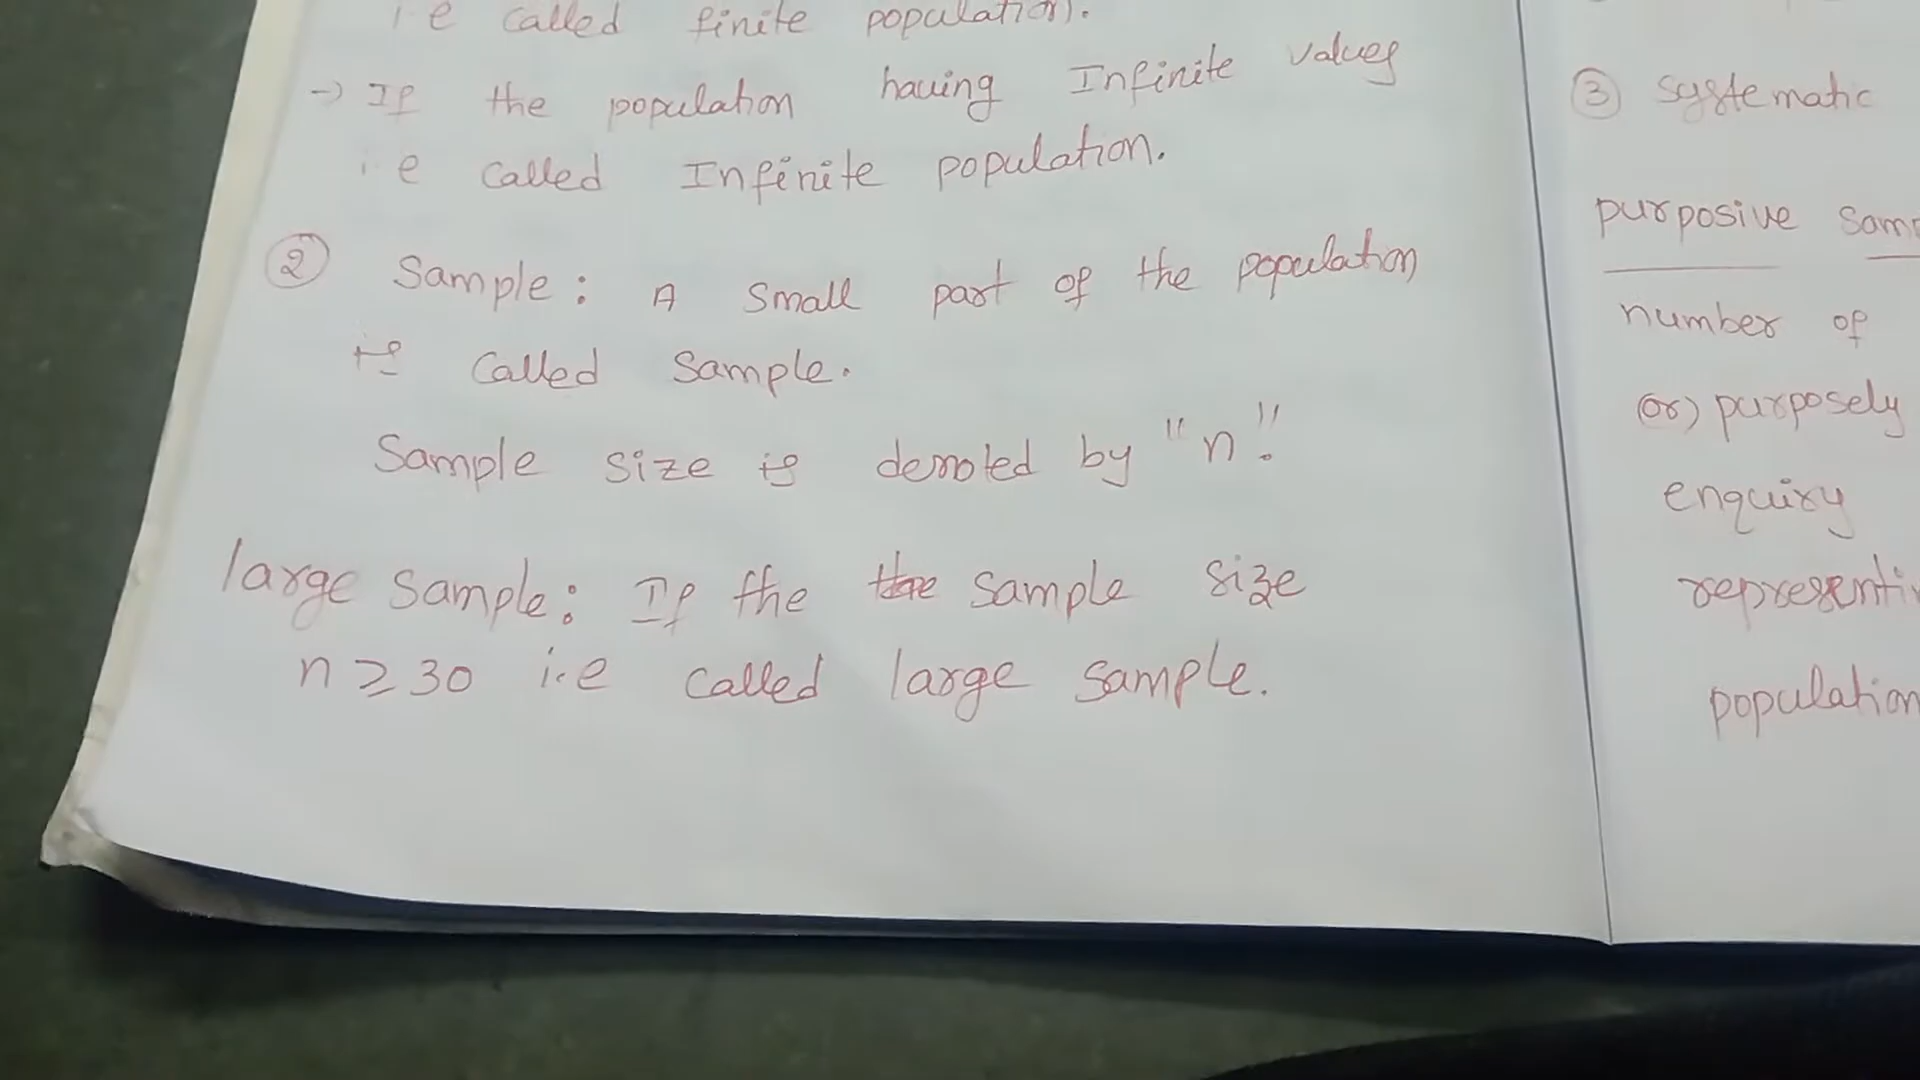 i.e called finite population.
→ If the population having Infinite values
i.e called Infinite population.
② Sample: A small part of the population
is called sample.
Sample size is denoted by "n".
large sample: If the the sample size
n ≥ 30 i.e called large sample.
③ systematic
purposive
number of
(or) purposely
enquiry
population